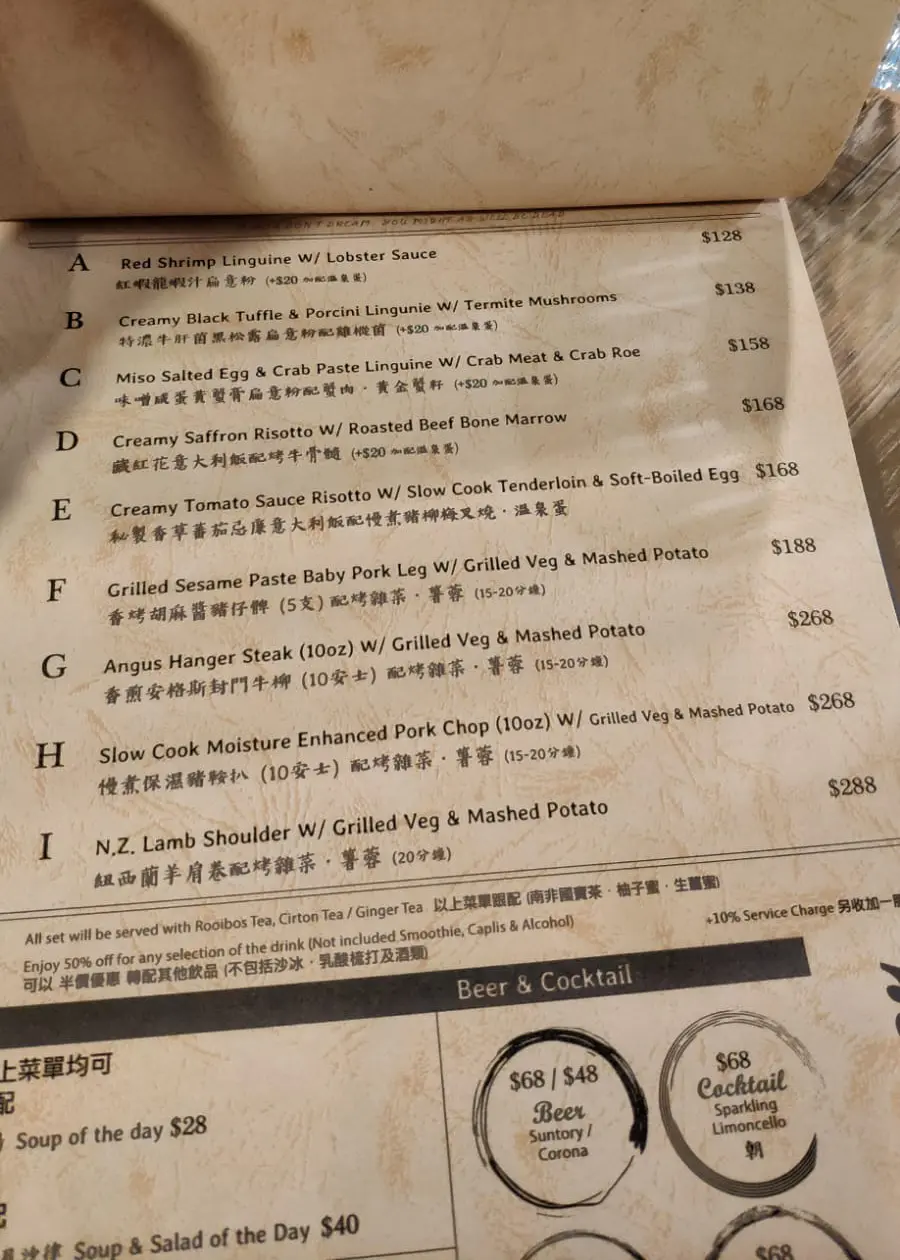 DON'T DREAM, YOU MIGHT AS WELL BE DEAD
A Red Shrimp Linguine W/ Lobster Sauce $128
紅蝦龍蝦汁扁意粉 (+$20 加配溫泉蛋)
B Creamy Black Tuffle & Porcini Lingunie W/ Termite Mushrooms $138
特濃牛肝菌黑松露扁意粉配雞樅菌 (+$20 加配溫泉蛋)
C Miso Salted Egg & Crab Paste Linguine W/ Crab Meat & Crab Roe $158
味噌咸蛋黃蟹膏扁意粉配蟹肉．黃金蟹籽 (+$20 加配溫泉蛋)
D Creamy Saffron Risotto W/ Roasted Beef Bone Marrow $168
藏紅花意大利飯配烤牛骨髓 (+$20 加配溫泉蛋)
E Creamy Tomato Sauce Risotto W/ Slow Cook Tenderloin & Soft-Boiled Egg $168
秘製香草蕃茄忌廉意大利飯配慢煮豬柳梅叉燒．溫泉蛋
F Grilled Sesame Paste Baby Pork Leg W/ Grilled Veg & Mashed Potato $188
香烤胡麻醬豬仔髀 (5支) 配烤雜菜．薯蓉 (15-20分鐘)
G Angus Hanger Steak (10oz) W/ Grilled Veg & Mashed Potato $268
香煎安格斯封門牛柳 (10安士) 配烤雜菜．薯蓉 (15-20分鐘)
H Slow Cook Moisture Enhanced Pork Chop (10oz) W/ Grilled Veg & Mashed Potato $268
慢煮保濕豬鞍扒 (10安士) 配烤雜菜．薯蓉 (15-20分鐘)
I N.Z. Lamb Shoulder W/ Grilled Veg & Mashed Potato $288
紐西蘭羊肩卷配烤雜菜．薯蓉 (20分鐘)
All set will be served with Rooibos Tea, Cirton Tea / Ginger Tea 以上菜單跟配 (南非國寶茶．柚子蜜．生薑蜜)
+10% Service Charge 另收加一
Enjoy 50% off for any selection of the drink (Not included Smoothie, Caplis & Alcohol)
可以 半價優惠 轉配其他飲品 (不包括沙冰．乳酸梳打及酒類)
Beer & Cocktail
上菜單均可
配
Soup of the day $28
沙律 Soup & Salad of the Day $40
$68 | $48
Beer
Suntory /
Corona
$68
Cocktail
Sparkling
Limoncello
朝
$68